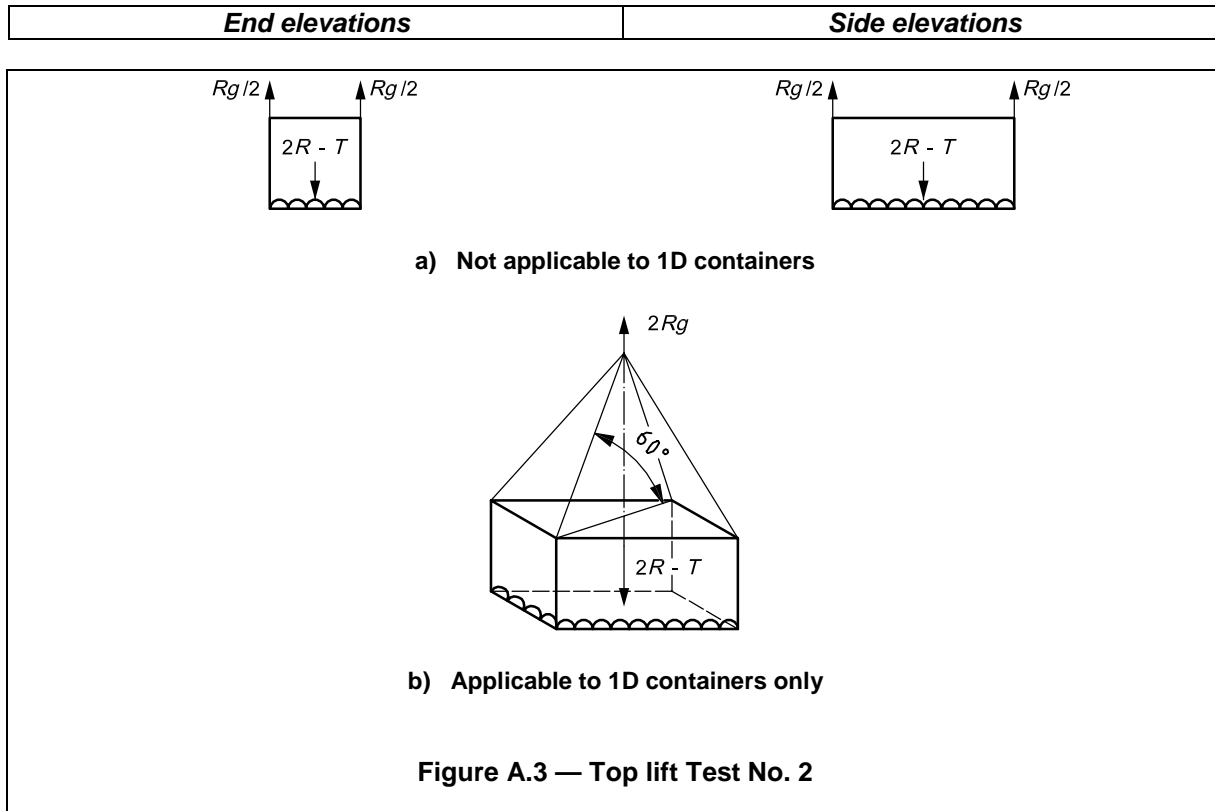 End elevations Side elevations
Rg/2 Rg/2 Rg/2 Rg/2
2R - T 2R - T
a) Not applicable to 1D containers
2Rg
60°
2R - T
b) Applicable to 1D containers only
Figure A.3 — Top lift Test No. 2